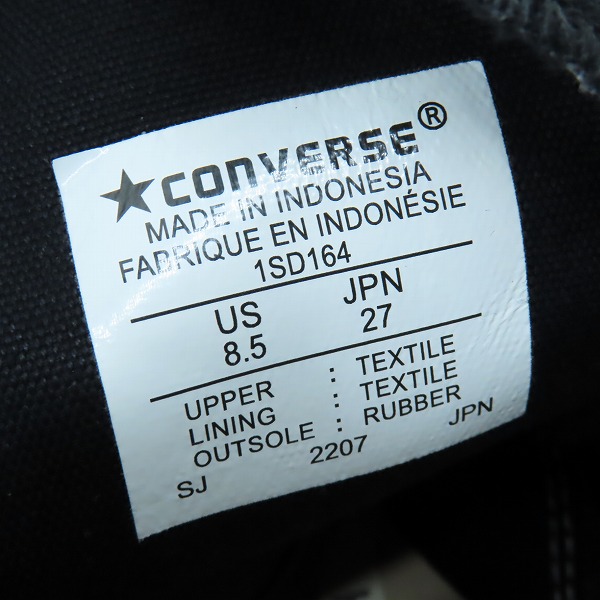 ★CONVERSE®
MADE IN INDONESIA
FABRIQUE EN INDONÉSIE
1SD164
US JPN
8.5 27
UPPER : TEXTILE
LINING : TEXTILE
OUTSOLE : RUBBER
SJ 2207 JPN